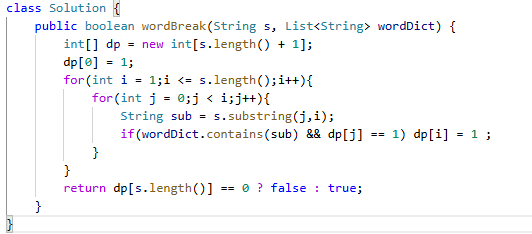 class Solution {
    public boolean wordBreak(String s, List<String> wordDict) {
        int[] dp = new int[s.length() + 1];
        dp[0] = 1;
        for(int i = 1;i <= s.length();i++){
            for(int j = 0;j < i;j++){
                String sub = s.substring(j,i);
                if(wordDict.contains(sub) && dp[j] == 1) dp[i] = 1 ;
            }
        }
        return dp[s.length()] == 0 ? false : true;
    }
}